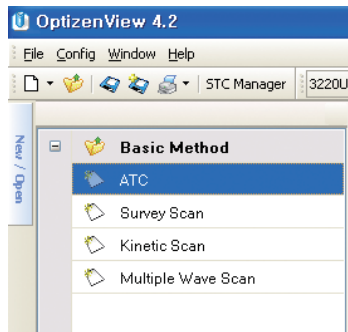 OptizenView 4.2
File Config Window Help
STC Manager 3220U
New / Open
Basic Method
ATC
Survey Scan
Kinetic Scan
Multiple Wave Scan